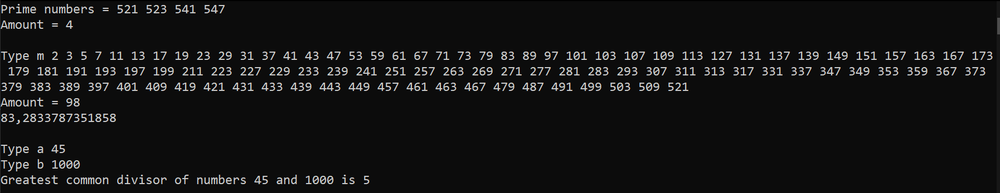 Prime numbers = 521 523 541 547
Amount = 4
Type m 2 3 5 7 11 13 17 19 23 29 31 37 41 43 47 53 59 61 67 71 73 79 83 89 97 101 103 107 109 113 127 131 137 139 149 151 157 163 167 173
179 181 191 193 197 199 211 223 227 229 233 239 241 251 257 263 269 271 277 281 283 293 307 311 313 317 331 337 347 349 353 359 367 373
379 383 389 397 401 409 419 421 431 433 439 443 449 457 461 463 467 479 487 491 499 503 509 521
Amount = 98
83,2833787351858
Type a 45
Type b 1000
Greatest common divisor of numbers 45 and 1000 is 5